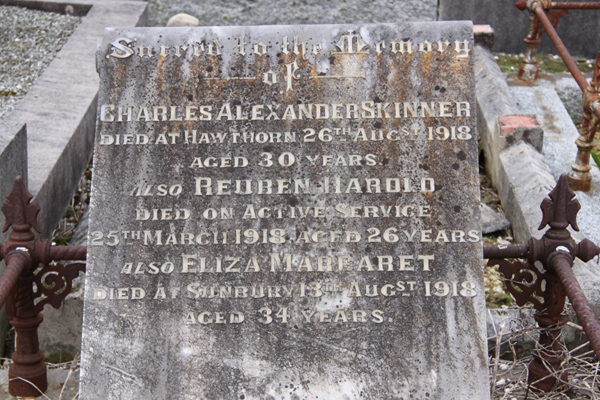 Sacred to the Memory
of
CHARLES ALEXANDER SKINNER
DIED AT HAWTHORN 26TH AUGST 1918
AGED 30 YEARS.
ALSO REUBEN HAROLD
DIED ON ACTIVE SERVICE
25TH MARCH 1918. AGED 26 YEARS
ALSO ELIZA MARGARET
DIED AT SUNBURY 13TH AUGST 1918.
AGED 34 YEARS.